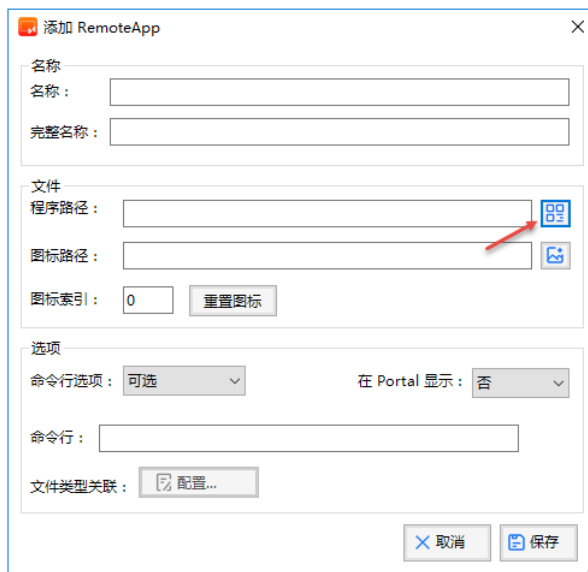 添加 RemoteApp
名称
名称：
完整名称：
文件
程序路径：
图标路径：
图标索引： 0 重置图标
选项
命令行选项： 可选 在 Portal 显示： 否
命令行：
文件类型关联： 配置...
取消 保存